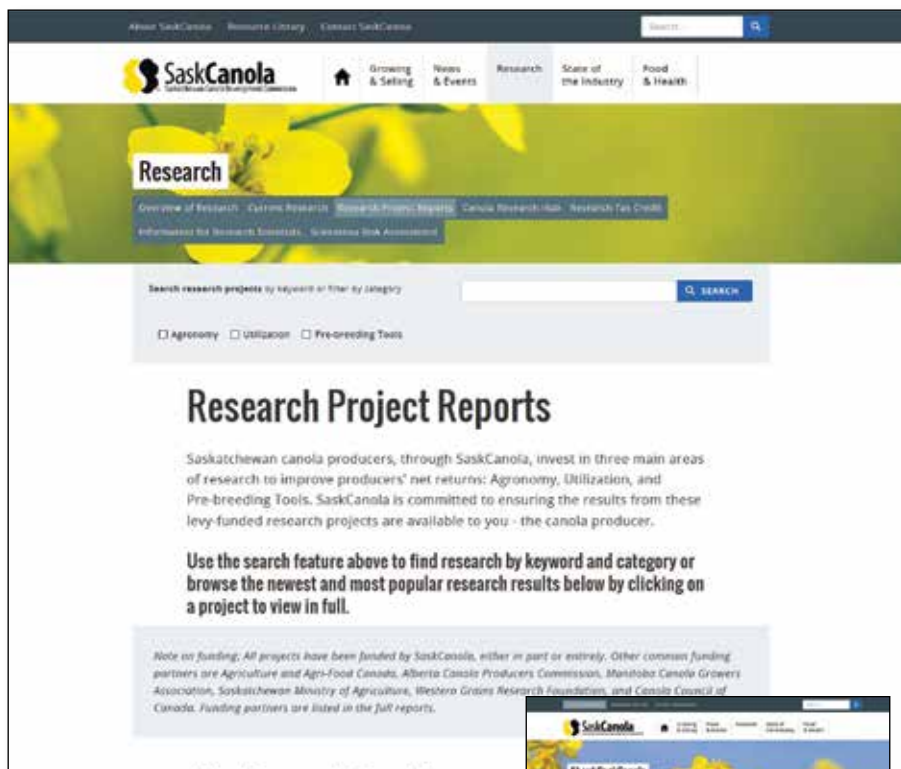 About SaskCanola Resource Library Contact SaskCanola Search
SaskCanola
Saskatchewan Canola Development Commission
Growing & Selling
News & Events
Research
State of the Industry
Food & Health
Research
Overview of Research Current Research Research Project Reports Canola Research Hub Research Tax Credit
Information for Research Scientists Sclerotinia Risk Assessment
Search research projects by keyword or filter by category SEARCH
Agronomy Utilization Pre-breeding Tools
Research Project Reports
Saskatchewan canola producers, through SaskCanola, invest in three main areas
of research to improve producers' net returns: Agronomy, Utilization, and
Pre-breeding Tools. SaskCanola is committed to ensuring the results from these
levy-funded research projects are available to you - the canola producer.
Use the search feature above to find research by keyword and category or
browse the newest and most popular research results below by clicking on
a project to view in full.
Note on funding: All projects have been funded by SaskCanola, either in part or entirely. Other common funding
partners are Agriculture and Agri-Food Canada, Alberta Canola Producers Commission, Manitoba Canola Growers
Association, Saskatchewan Ministry of Agriculture, Western Grains Research Foundation, and Canola Council of
Canada. Funding partners are listed in the full reports.
SaskCanola